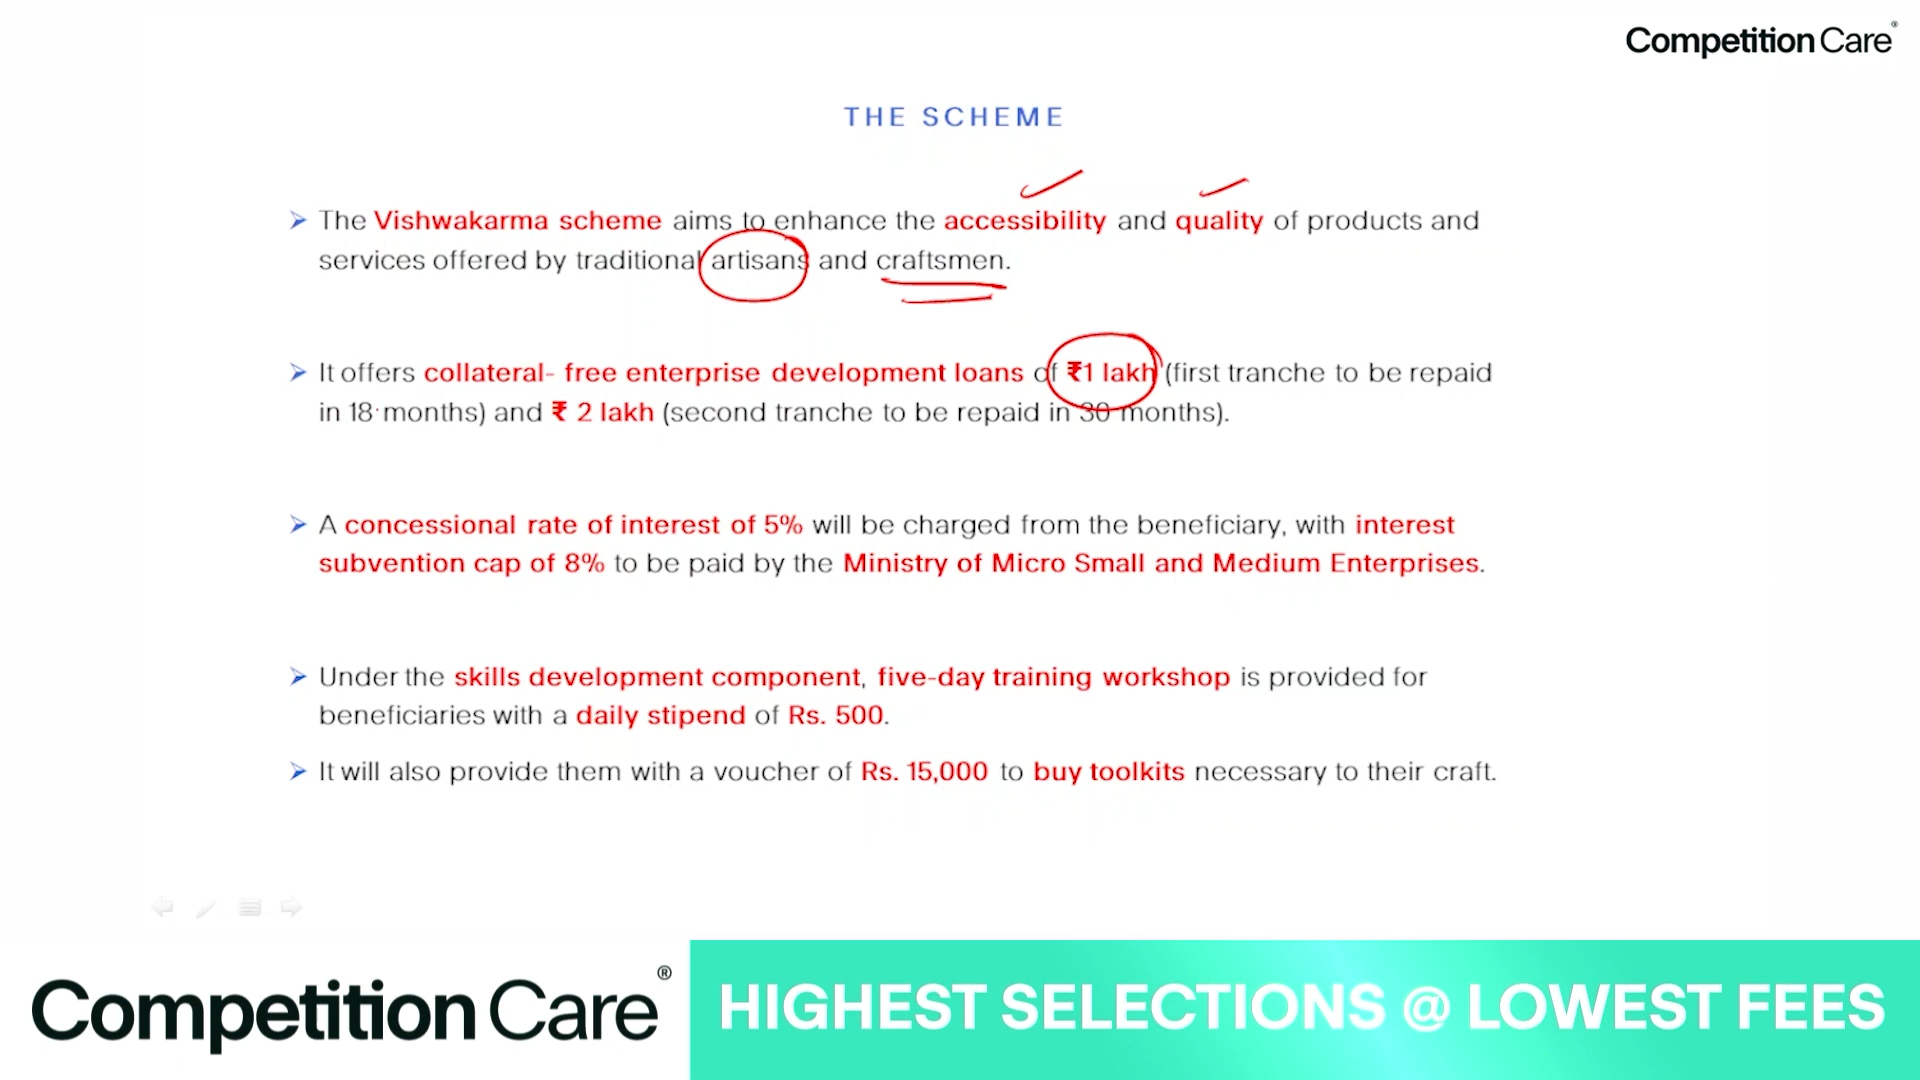 Competition Care®
THE SCHEME
➤ The Vishwakarma scheme aims to enhance the accessibility and quality of products and
services offered by traditional artisans and craftsmen.
➤ It offers collateral- free enterprise development loans of ₹1 lakh (first tranche to be repaid
in 18 months) and ₹ 2 lakh (second tranche to be repaid in 30 months).
➤ A concessional rate of interest of 5% will be charged from the beneficiary, with interest
subvention cap of 8% to be paid by the Ministry of Micro Small and Medium Enterprises.
➤ Under the skills development component, five-day training workshop is provided for
beneficiaries with a daily stipend of Rs. 500.
➤ It will also provide them with a voucher of Rs. 15,000 to buy toolkits necessary to their craft.
Competition Care®
HIGHEST SELECTIONS @ LOWEST FEES